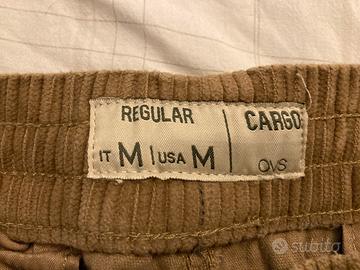 REGULAR
CARGO
IT M | USA M
OVS
subito